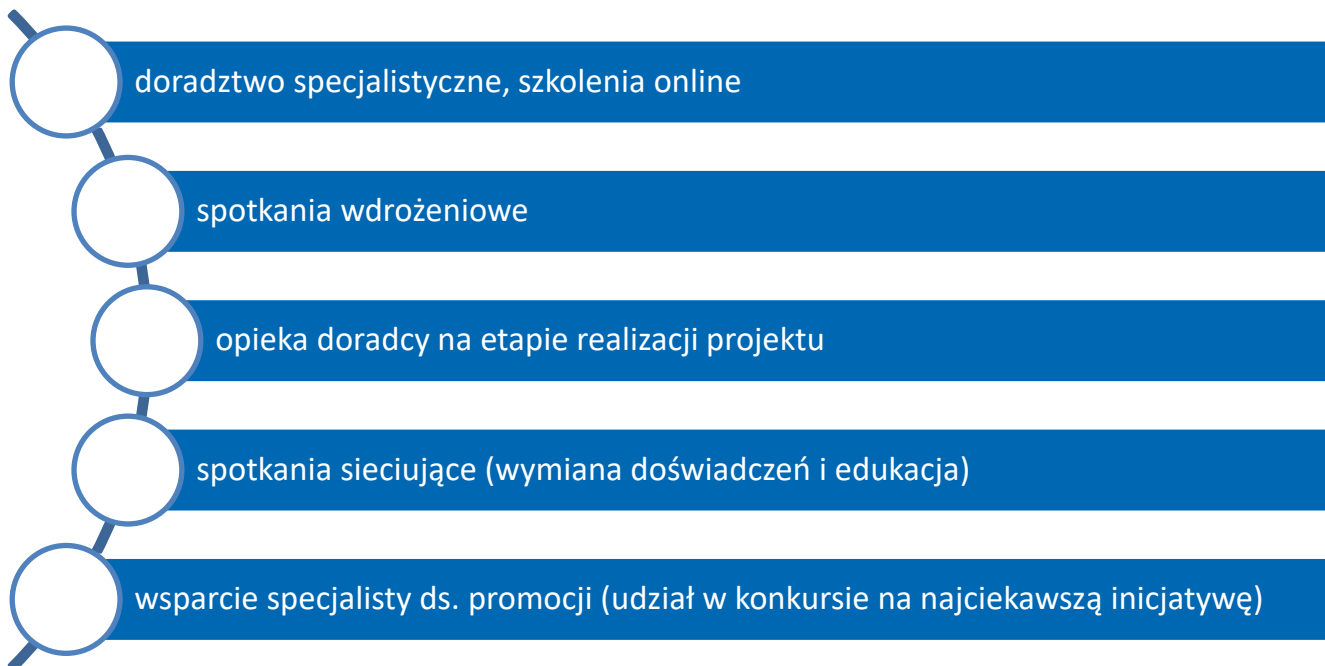 doradztwo specjalistyczne, szkolenia online
spotkania wdrożeniowe
opieka doradcy na etapie realizacji projektu
spotkania sieciujące (wymiana doświadczeń i edukacja)
wsparcie specjalisty ds. promocji (udział w konkursie na najciekawszą inicjatywę)